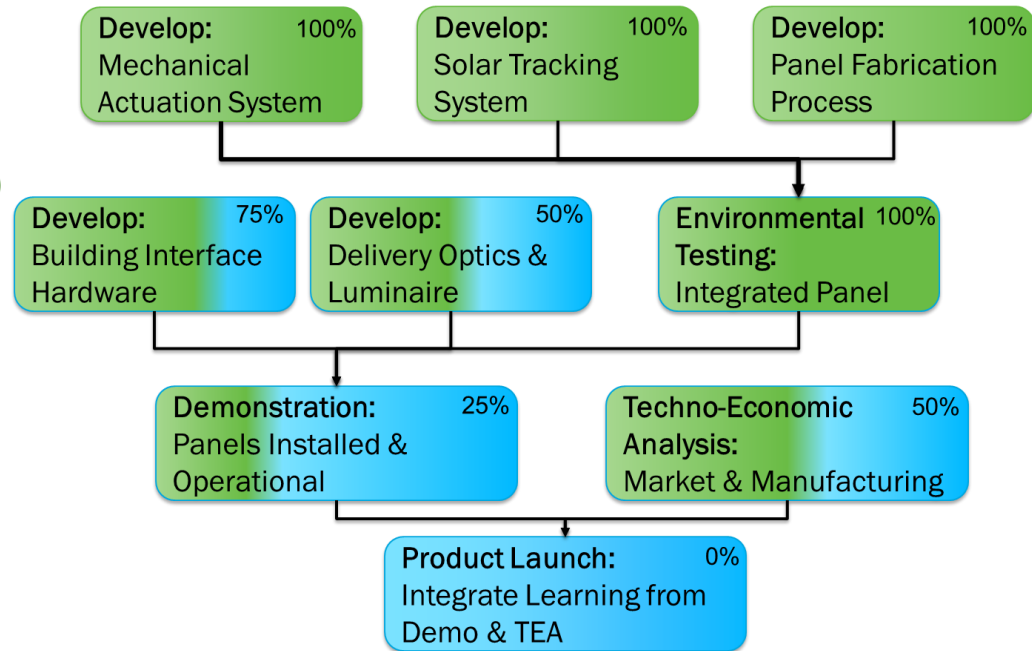 Develop: 100%
Mechanical
Actuation System
Develop: 100%
Solar Tracking
System
Develop: 100%
Panel Fabrication
Process
Develop: 75%
Building Interface
Hardware
Develop: 50%
Delivery Optics &
Luminaire
Environmental 100%
Testing:
Integrated Panel
Demonstration: 25%
Panels Installed &
Operational
Techno-Economic 50%
Analysis:
Market & Manufacturing
Product Launch: 0%
Integrate Learning from
Demo & TEA